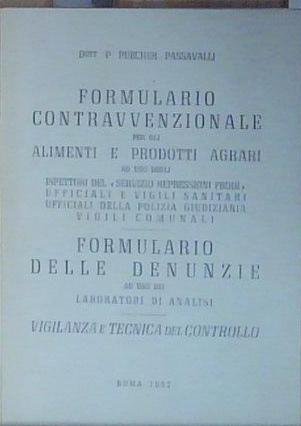 DOTT P PURCHER PASSAVALLI
FORMULARIO
CONTRAVVENZIONALE
PER GLI
ALIMENTI E PRODOTTI AGRARI
AD USO DEGLI
ISPETTORI DEL «SERVIZIO REPRESSIONI FRODI»
UFFICIALI E VIGILI SANITARI
UFFICIALI DELLA POLIZIA GIUDIZIARIA
VIGILI COMUNALI
FORMULARIO
DELLE DENUNZIE
AD USO DEI
LABORATORI DI ANALISI
VIGILANZA E TECNICA DEL CONTROLLO
ROMA